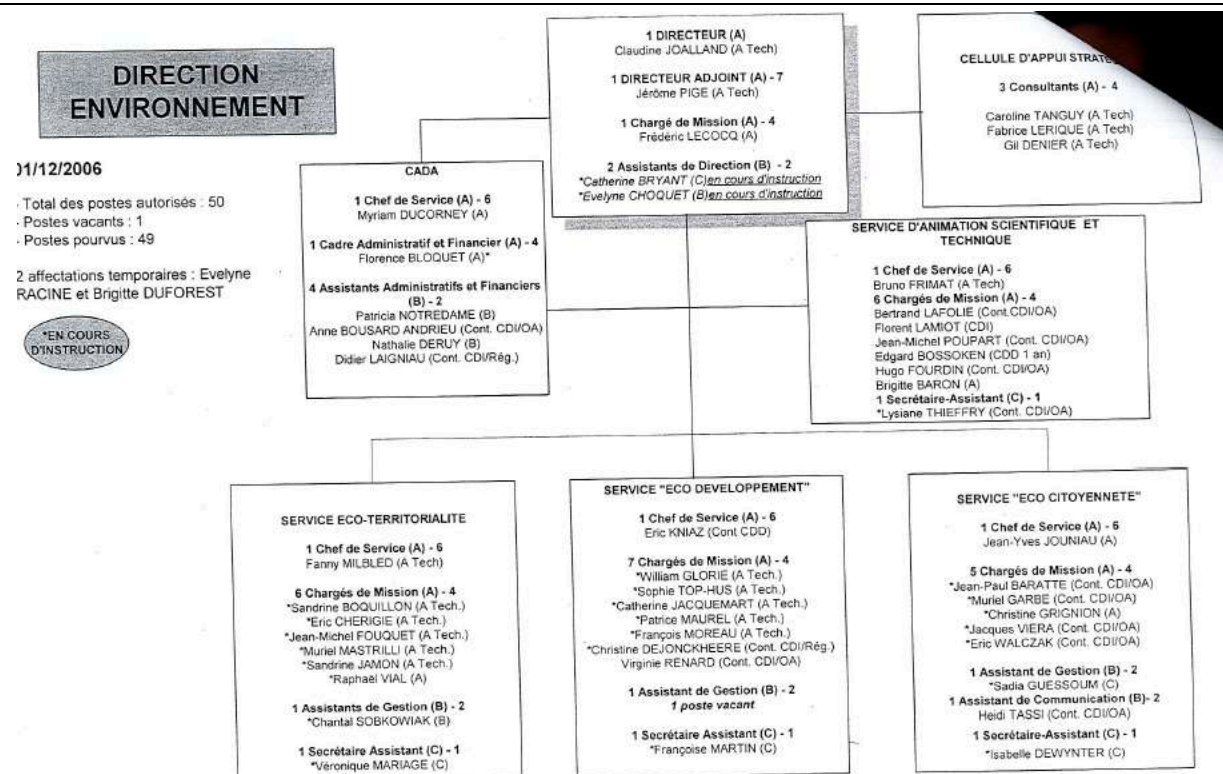 DIRECTION
ENVIRONNEMENT
01/12/2006
- Total des postes autorisés : 50
- Postes vacants : 1
- Postes pourvus : 49
2 affectations temporaires : Evelyne
RACINE et Brigitte DUFOREST
*EN COURS
D'INSTRUCTION
1 DIRECTEUR (A)
Claudine JOALLAND (A Tech)
1 DIRECTEUR ADJOINT (A) - 7
Jérôme PIGE (A Tech)
1 Chargé de Mission (A) - 4
Frédéric LECOCQ (A)
2 Assistants de Direction (B) - 2
*Catherine BRYANT (C)en cours d'instruction
*Evelyne CHOQUET (B)en cours d'instruction
CELLULE D'APPUI
3 Consultants (A) - 4
Caroline TANGUY (A Tech)
Fabrice LERIQUE (A Tech)
Gil DENIER (A Tech)
CADA
1 Chef de Service (A) - 6
Myriam DUCORNEY (A)
1 Cadre Administratif et Financier (A) - 4
Florence BLOQUET (A)*
4 Assistants Administratifs et Financiers
(B) - 2
Patricia NOTREDAME (B)
Anne BOUSARD ANDRIEU (Cont. CDI/OA)
Nathalie DERUY (B)
Didier LAIGNIAU (Cont. CDI/Rég.)
SERVICE D'ANIMATION SCIENTIFIQUE ET
TECHNIQUE
1 Chef de Service (A) - 6
Bruno FRIMAT (A Tech)
6 Chargés de Mission (A) - 4
Bertrand LAFOLIE (Cont.CDI/OA)
Florent LAMIOT (CDI)
Jean-Michel POUPART (Cont. CDI/OA)
Edgard BOSSOKEN (CDD 1 an)
Hugo FOURDIN (Cont. CDI/OA)
Brigitte BARON (A)
1 Secrétaire-Assistant (C) - 1
*Lysiane THIEFFRY (Cont. CDI/OA)
SERVICE ECO-TERRITORIALITE
1 Chef de Service (A) - 6
Fanny MILBLED (A Tech)
6 Chargés de Mission (A) - 4
*Sandrine BOQUILLON (A Tech.)
*Eric CHERIGIE (A Tech.)
*Jean-Michel FOUQUET (A Tech.)
*Muriel MASTRILLI (A Tech.)
*Sandrine JAMON (A Tech.)
*Raphaël VIAL (A)
1 Assistants de Gestion (B) - 2
*Chantal SOBKOWIAK (B)
1 Secrétaire Assistant (C) - 1
*Véronique MARIAGE (C)
SERVICE "ECO DEVELOPPEMENT"
1 Chef de Service (A) - 6
Eric KNIAZ (Cont CDD)
7 Chargés de Mission (A) - 4
*William GLORIE (A Tech.)
*Sophie TOP-HUS (A Tech.)
*Catherine JACQUEMART (A Tech.)
*Patrice MAUREL (A Tech.)
*François MOREAU (A Tech.)
*Christine DEJONCKHEERE (Cont. CDI/Rég.)
Virginie RENARD (Cont. CDI/OA)
1 Assistant de Gestion (B) - 2
1 poste vacant
1 Secrétaire Assistant (C) - 1
*Françoise MARTIN (C)
SERVICE "ECO CITOYENNETE"
1 Chef de Service (A) - 6
Jean-Yves JOUNIAU (A)
5 Chargés de Mission (A) - 4
*Jean-Paul BARATTE (Cont. CDI/OA)
*Muriel GARBE (Cont. CDI/OA)
*Christine GRIGNION (A)
*Jacques VIERA (Cont. CDI/OA)
*Eric WALCZAK (Cont. CDI/OA)
1 Assistant de Gestion (B) - 2
*Sadia GUESSOUM (C)
1 Assistant de Communication (B)- 2
Heidi TASSI (Cont. CDI/OA)
1 Secrétaire-Assistant (C) - 1
*Isabelle DEWYNTER (C)